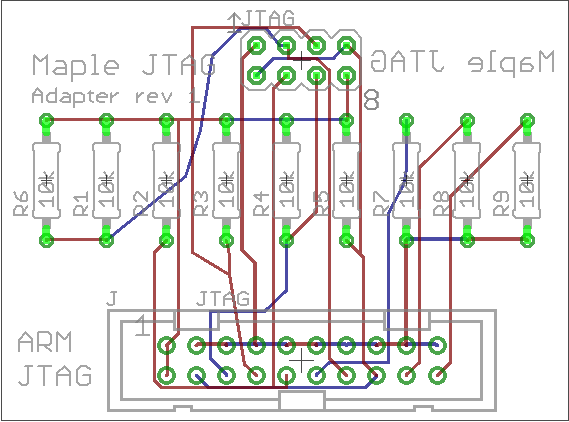 1JTAG
Maple JTAG
Maple JTAG
Adapter rev 1
8
R6 10k
R1 10k
R2 10k
R3 10k
R4 10k
R5 10k
R7 10k
R8 10k
R9 10k
J
JTAG
1
ARM
JTAG